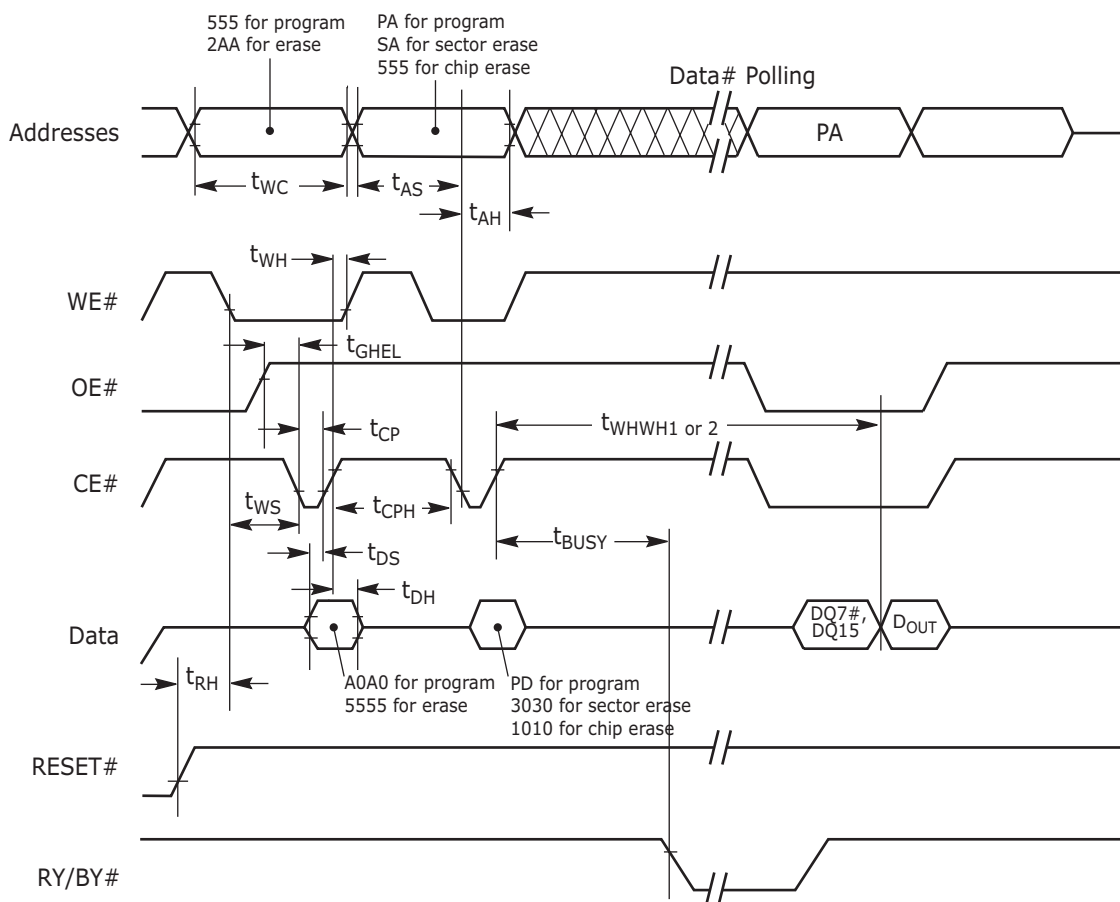 555 for program
2AA for erase
PA for program
SA for sector erase
555 for chip erase
Data# Polling
Addresses
PA
tWC
tAS
tAH
tWH
WE#
tGHEL
OE#
tWHWH1 or 2
tCP
CE#
tWS
tCPH
tBUSY
tDS
tDH
Data
DQ7#,
DQ15
DOUT
tRH
A0A0 for program
5555 for erase
PD for program
3030 for sector erase
1010 for chip erase
RESET#
RY/BY#